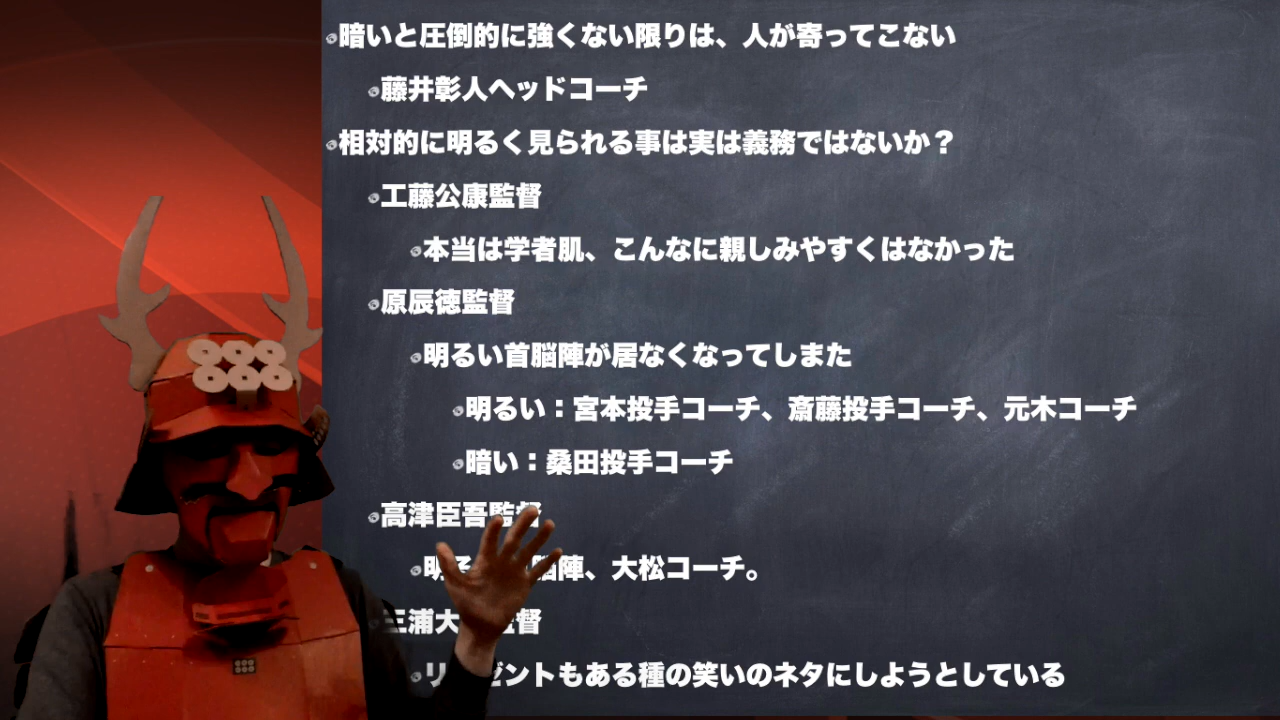 暗いと圧倒的に強くない限りは、人が寄ってこない
藤井彰人ヘッドコーチ
相対的に明るく見られる事は実は義務ではないか？
工藤公康監督
本当は学者肌、こんなに親しみやすくはなかった
原辰徳監督
明るい首脳陣が居なくなってしまた
明るい：宮本投手コーチ、斎藤投手コーチ、元木コーチ
暗い：桑田投手コーチ
高津臣吾監督
明る 脳陣、大松コーチ。
三浦大 監督
リ ゼントもある種の笑いのネタにしようとしている